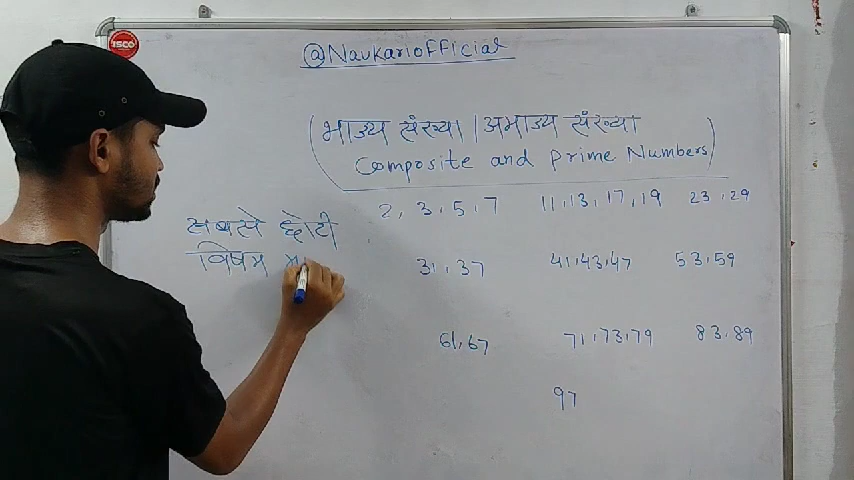 ISCO
@Naukariofficial
(भाज्य संख्या | अभाज्य संख्या
Composite and Prime Numbers)
2, 3, 5, 7 11, 13, 17, 19 23, 29
सबसे छोटी
विषम
31, 37 41, 43, 47 53, 59
61, 67 71, 73, 79 83, 89
97